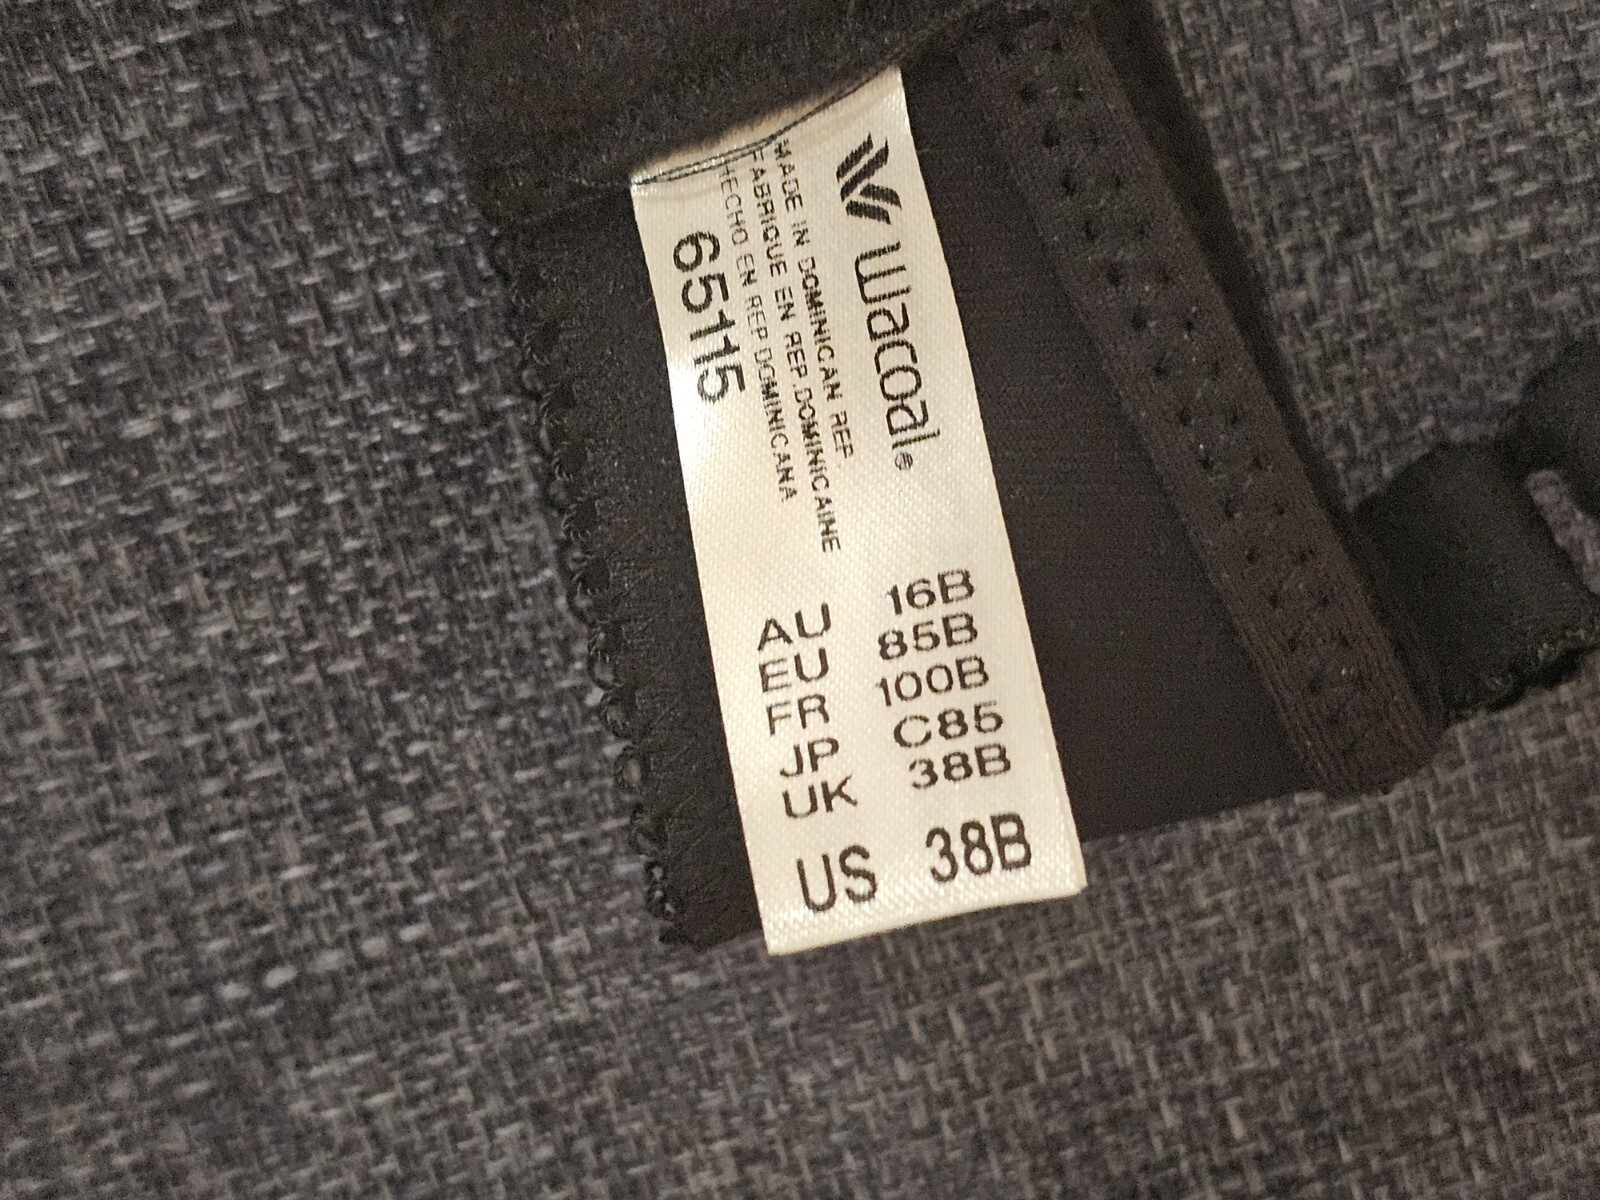 wacoal®
MADE IN DOMINICAN REP
FABRIQUE EN REP.DOMINICAINE
HECHO EN REP DOMINICANA
65115
AU 16B
EU 85B
FR 100B
JP C85
UK 38B
US 38B